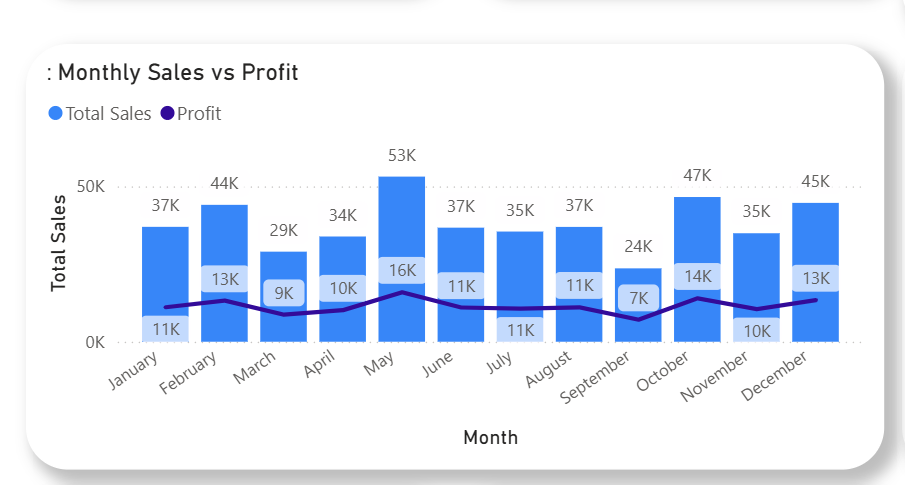 : Monthly Sales vs Profit
Total Sales Profit
53K
50K
44K
47K
45K
37K
37K
37K
35K
35K
34K
29K
24K
16K
13K
14K
13K
11K
11K
10K
9K
7K
11K
11K
10K
0K
Total Sales
January February March April May June July August September October November December
Month